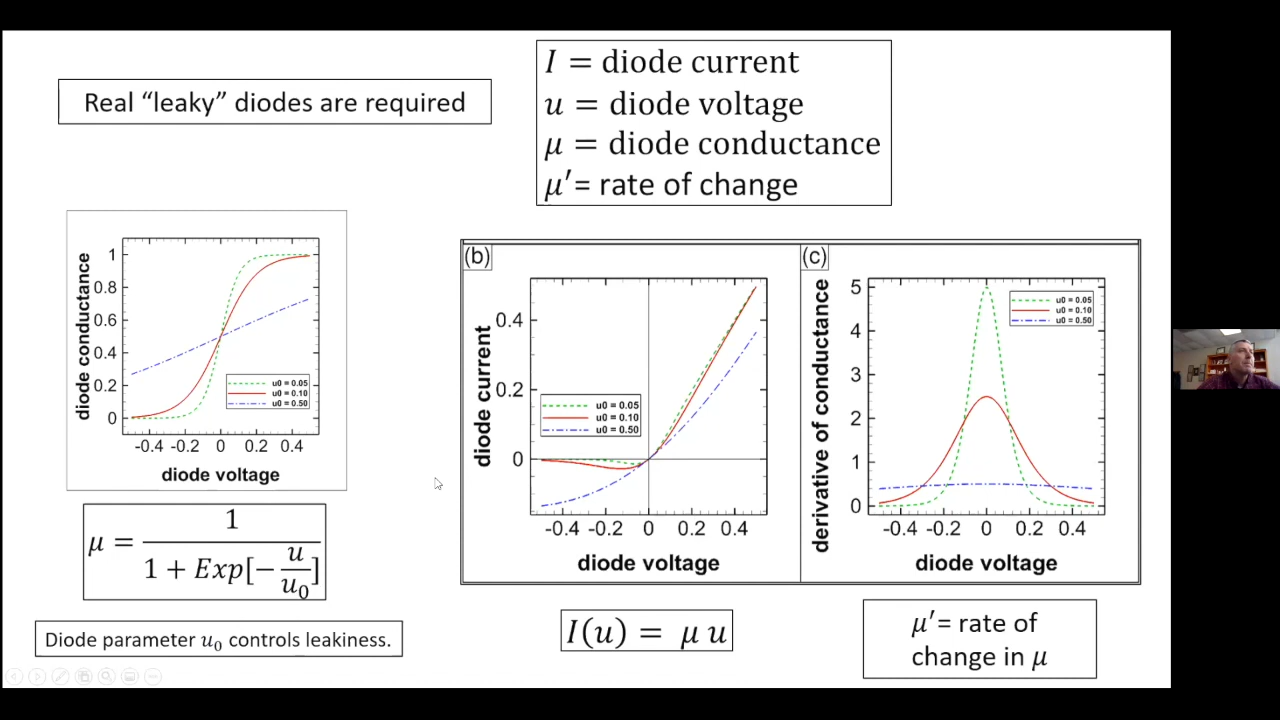 Real “leaky” diodes are required
I = diode current
u = diode voltage
μ = diode conductance
μ′= rate of change
diode conductance
1
0.8
0.6
0.4
0.2
0
u0 = 0.05
u0 = 0.10
u0 = 0.50
-0.4 -0.2 0 0.2 0.4
diode voltage
μ = 1 / (1 + Exp[− u/u₀])
Diode parameter u₀ controls leakiness.
(b)
diode current
0.4
0.2
0
u0 = 0.05
u0 = 0.10
u0 = 0.50
-0.4 -0.2 0 0.2 0.4
diode voltage
I(u) = μ u
(c)
derivative of conductance
5
4
3
2
1
0
u0 = 0.05
u0 = 0.10
u0 = 0.50
-0.4 -0.2 0 0.2 0.4
diode voltage
μ′= rate of
change in μ